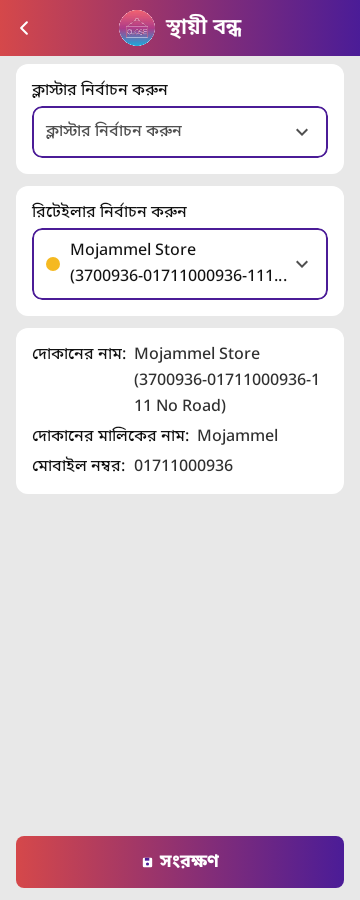 স্থায়ী বন্ধ
ক্লাস্টার নির্বাচন করুন
ক্লাস্টার নির্বাচন করুন
রিটেইলার নির্বাচন করুন
Mojammel Store
(3700936-01711000936-111...
দোকানের নাম: Mojammel Store
(3700936-01711000936-1
11 No Road)
দোকানের মালিকের নাম: Mojammel
মোবাইল নম্বর: 01711000936
সংরক্ষণ